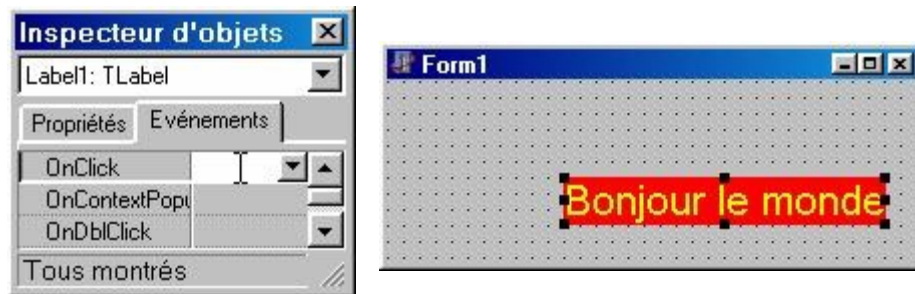 Inspecteur d'objets
Label1: TLabel
Propriétés Evénements
OnClick
OnContextPopu
OnDblClick
Tous montrés
Form1
Bonjour le monde